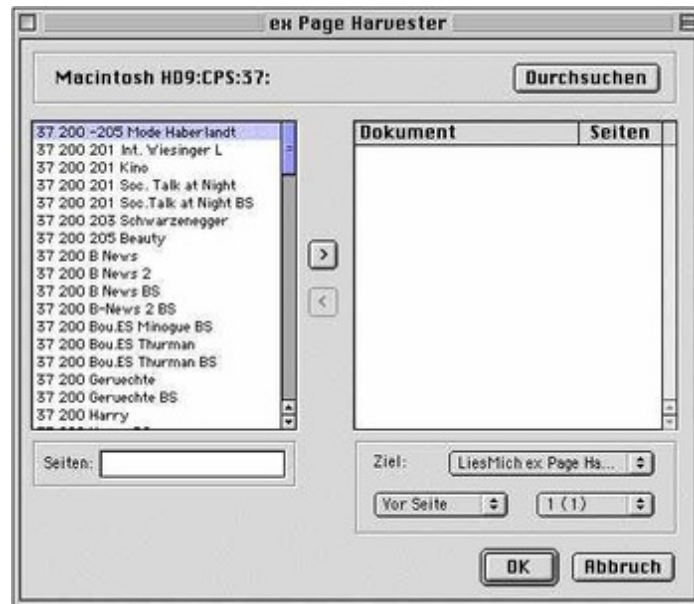 ex Page Harvester
Macintosh HD9:CPS:37:
Durchsuchen
37 200 -205 Mode Haberlandt
37 200 201 Int. Wiesinger L
37 200 201 Kino
37 200 201 Soc. Talk at Night
37 200 201 Soc.Talk at Night BS
37 200 203 Schwarzenegger
37 200 205 Beauty
37 200 B News
37 200 B News 2
37 200 B News BS
37 200 B-News 2 BS
37 200 Bou.ES Minogue BS
37 200 Bou.ES Thurman
37 200 Bou.ES Thurman BS
37 200 Geruechte
37 200 Geruechte BS
37 200 Harry
Dokument Seiten
>
<
Seiten:
Ziel: LiesMich ex Page Ha...
Vor Seite 1 (1)
OK Abbruch